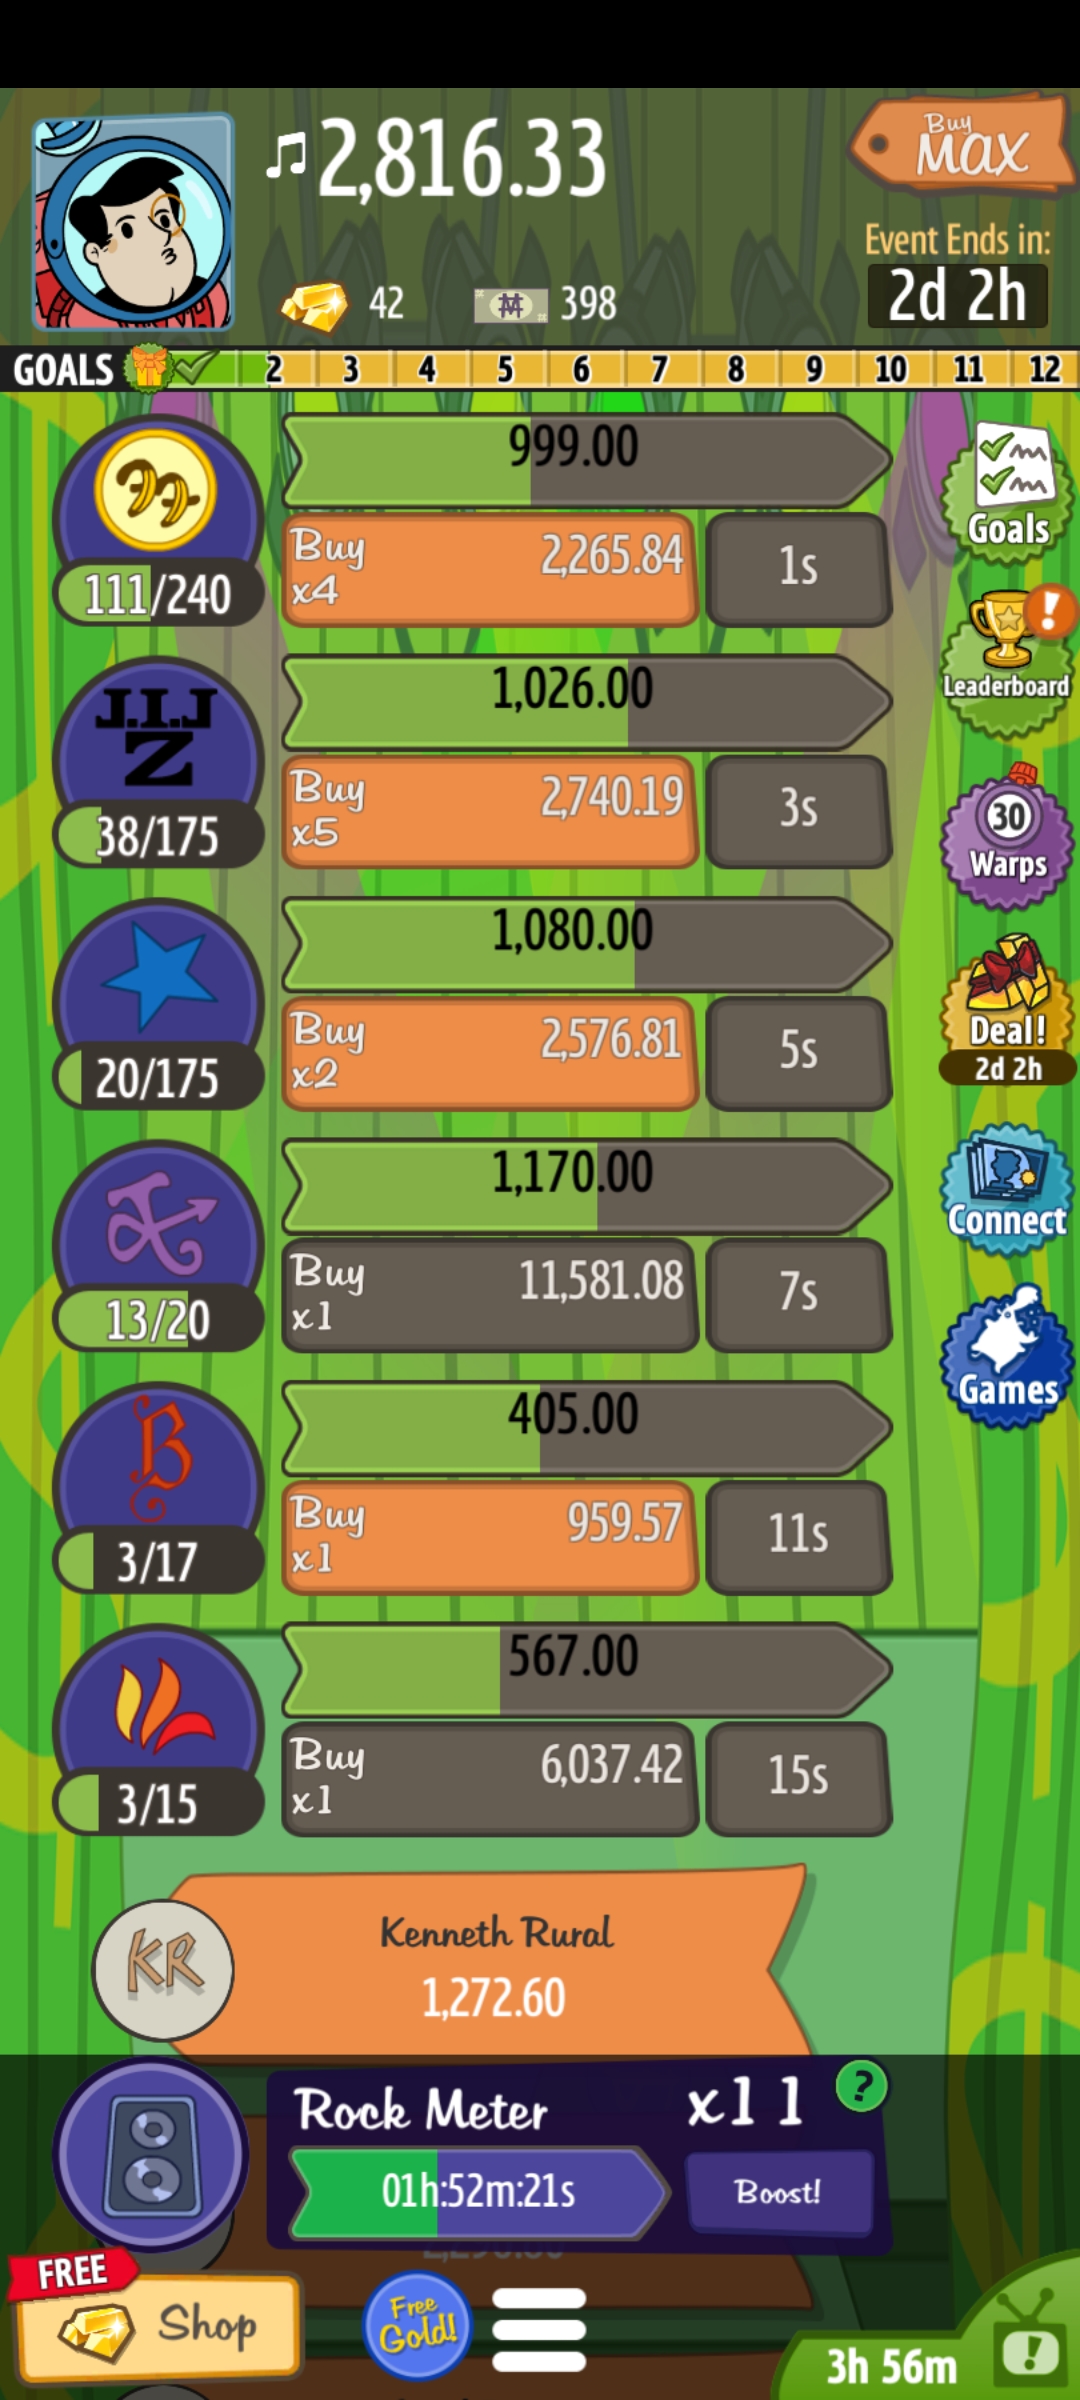 2,816.33
Buy
MAX
42
398
Event Ends in:
2d 2h
GOALS 2 3 4 5 6 7 8 9 10 11 12
999.00
Buy
x4
2,265.84
1s
111/240
Goals
J.I.J
Z
1,026.00
Buy
x5
2,740.19
3s
38/175
Leaderboard
!
1,080.00
Buy
x2
2,576.81
5s
20/175
30
Warps
Deal!
2d 2h
1,170.00
Buy
x1
11,581.08
7s
13/20
Connect
B
405.00
Buy
x1
959.57
11s
3/17
Games
567.00
Buy
x1
6,037.42
15s
3/15
KR
Kenneth Rural
1,272.60
Rock Meter
x11
?
01h:52m:21s
Boost!
FREE
Shop
Free
Gold!
3h 56m
!